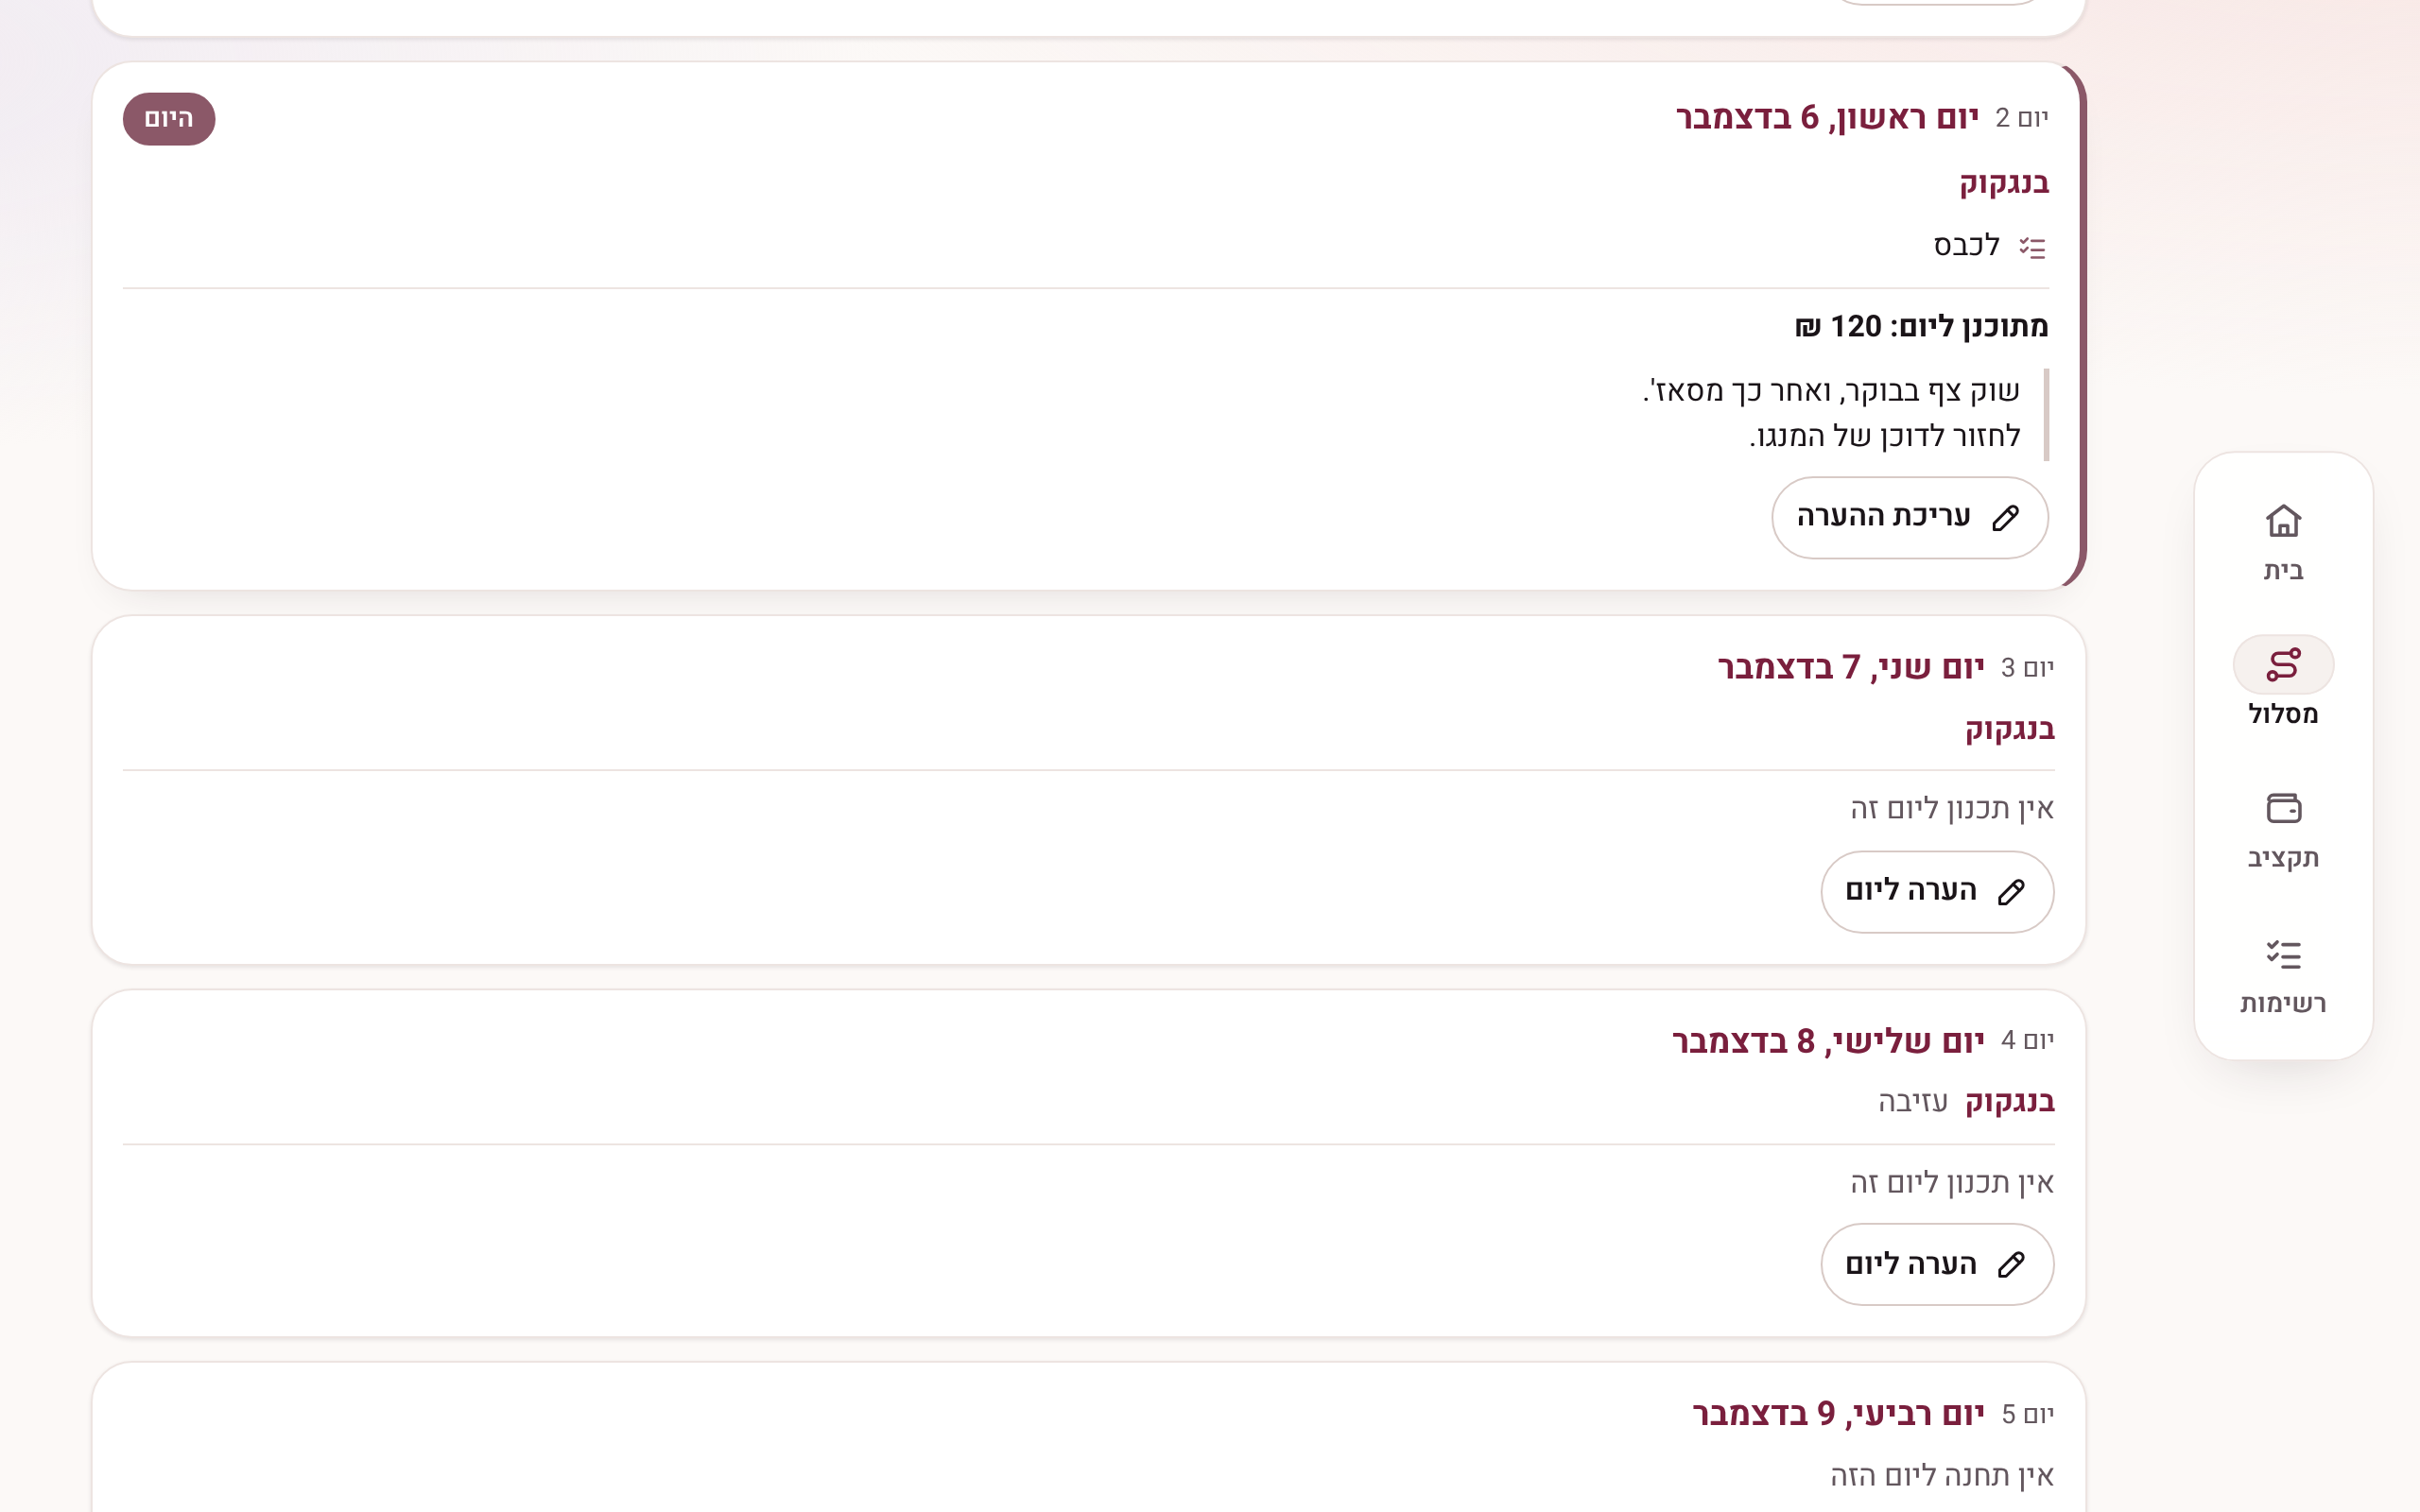 יום 2 יום ראשון, 6 בדצמבר
היום
בנגקוק
לכבס
מתוכנן ליום: 120 ₪
שוק צף בבוקר, ואחר כך מסאז'.
לחזור לדוכן של המנגו.
עריכת ההערה
יום 3 יום שני, 7 בדצמבר
בנגקוק
אין תכנון ליום זה
הערה ליום
יום 4 יום שלישי, 8 בדצמבר
בנגקוק עזיבה
אין תכנון ליום זה
הערה ליום
יום 5 יום רביעי, 9 בדצמבר
אין תחנה ליום הזה
בית
מסלול
תקציב
רשימות